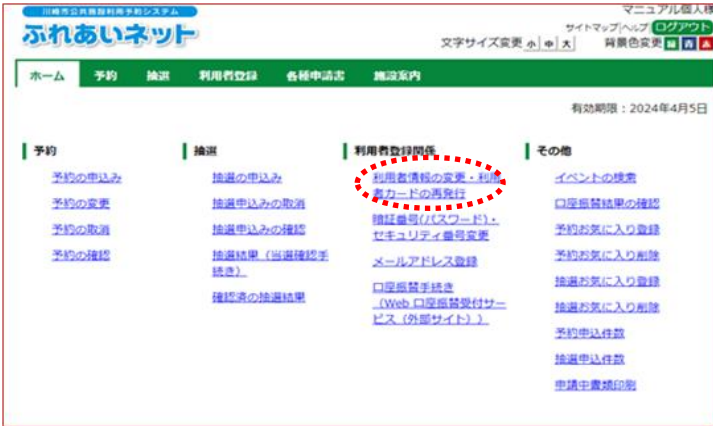 川崎市公共施設利用予約システム
ふれあいネット
マニュアル個人様
サイトマップ|ヘルプ ログアウト
文字サイズ変更 小 中 大 背景色変更 緑 青 黒
ホーム 予約 抽選 利用者登録 各種申請書 施設案内
有効期限：2024年4月5日
予約
予約の申込み
予約の変更
予約の取消
予約の確認
抽選
抽選の申込み
抽選申込みの取消
抽選申込みの確認
抽選結果（当選確認手
続き）
確認済の抽選結果
利用者登録関係
利用者情報の変更・利用
者カードの再発行
暗証番号(パスワード)・
セキュリティ番号変更
メールアドレス登録
口座振替手続き
（Web 口座振替受付サー
ビス（外部サイト））
その他
イベントの検索
口座振替結果の確認
予約お気に入り登録
予約お気に入り削除
抽選お気に入り登録
抽選お気に入り削除
予約申込件数
抽選申込件数
申請中書類印刷